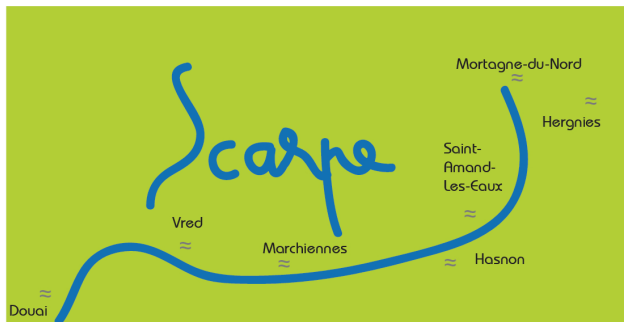 Mortagne-du-Nord
Hergnies
Scarpe
Saint-
Amand-
Les-Eaux
Vred
Marchiennes
Hasnon
Douai